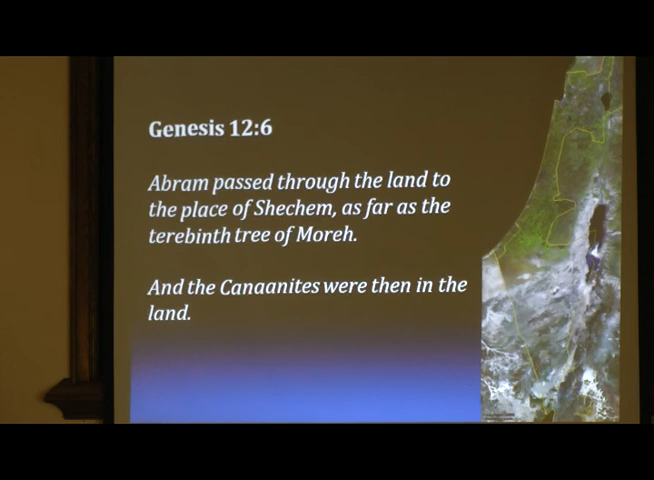 Genesis 12:6
Abram passed through the land to
the place of Shechem, as far as the
terebinth tree of Moreh.
And the Canaanites were then in the
land.